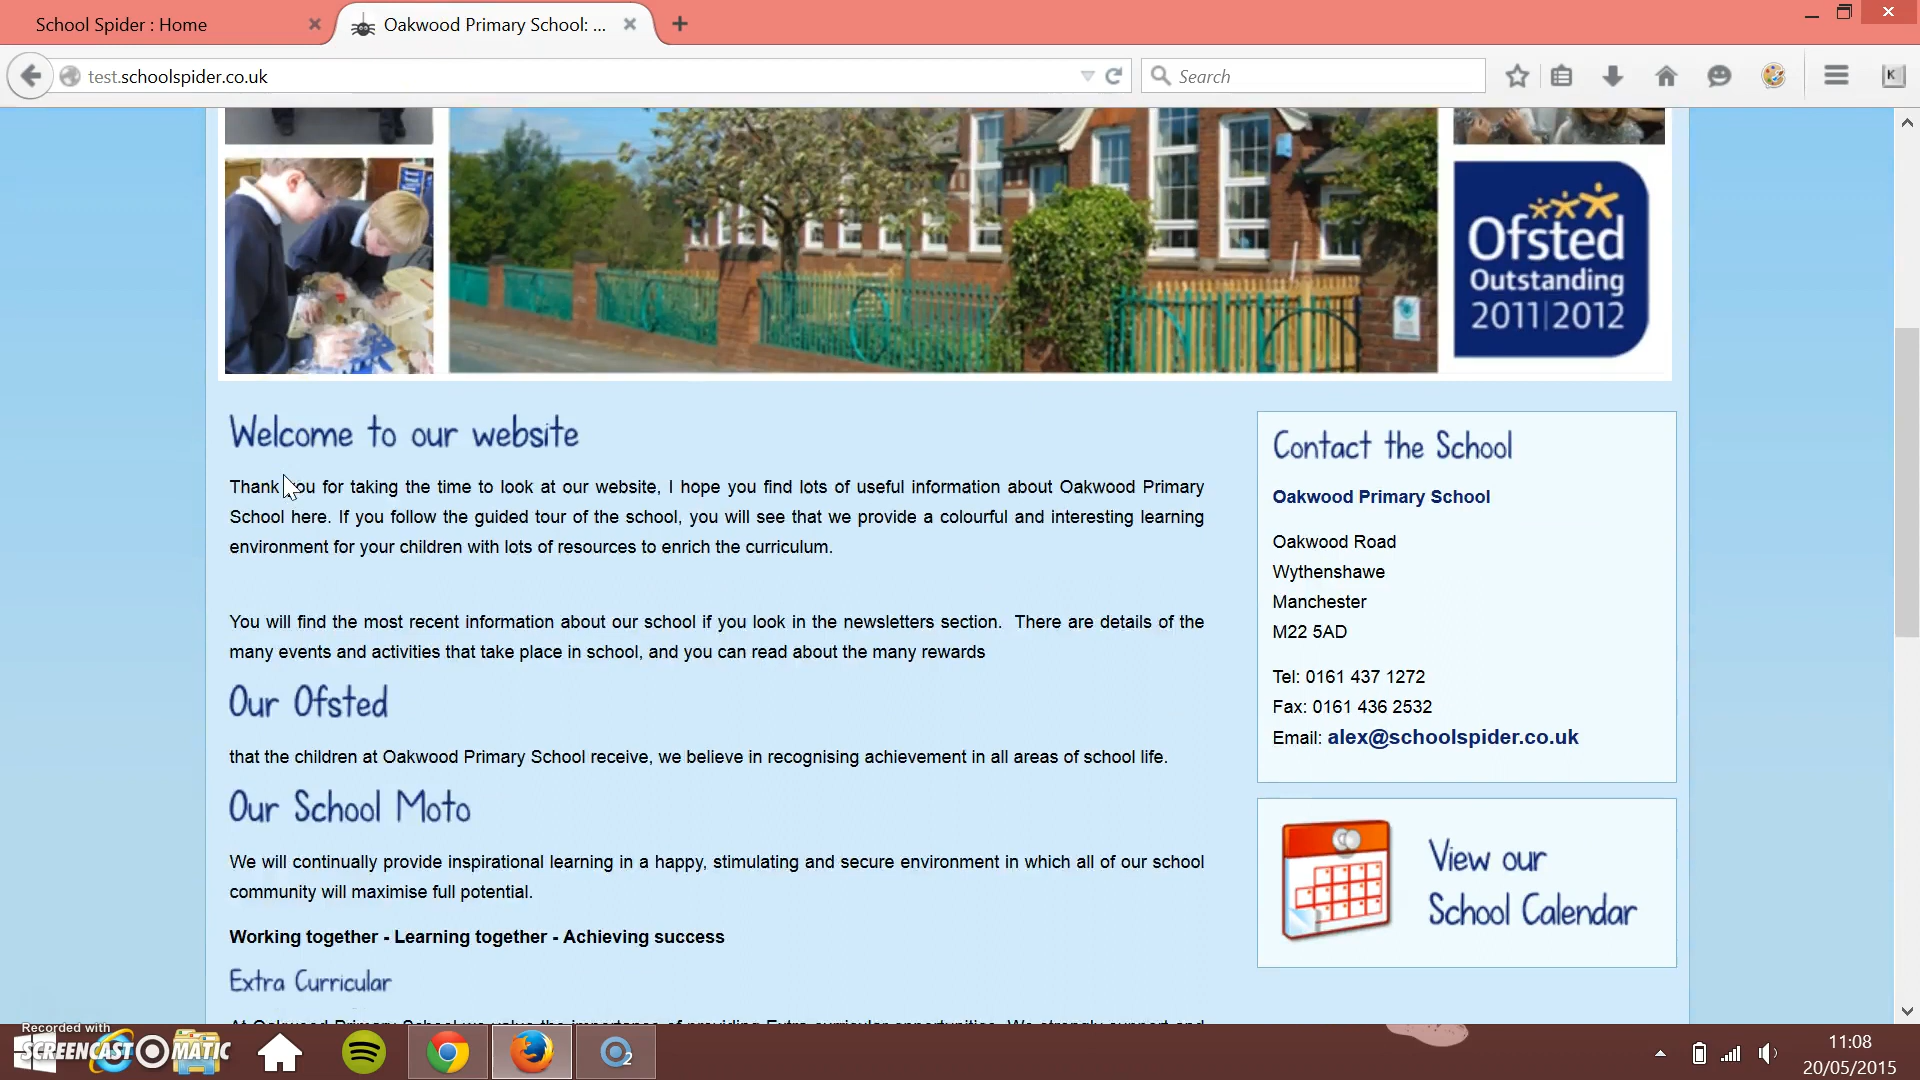 School Spider : Home
Oakwood Primary School: ...
test.schoolspider.co.uk
Search
K
Ofsted
Outstanding
2011|2012
Welcome to our website
Thank you for taking the time to look at our website, I hope you find lots of useful information about Oakwood Primary
School here. If you follow the guided tour of the school, you will see that we provide a colourful and interesting learning
environment for your children with lots of resources to enrich the curriculum.
You will find the most recent information about our school if you look in the newsletters section. There are details of the
many events and activities that take place in school, and you can read about the many rewards
Our Ofsted
that the children at Oakwood Primary School receive, we believe in recognising achievement in all areas of school life.
Our School Moto
We will continually provide inspirational learning in a happy, stimulating and secure environment in which all of our school
community will maximise full potential.
Working together - Learning together - Achieving success
Extra Curricular
At Oakwood Primary School we value the importance of providing Extra curricular opportunities. We strongly support and
Contact the School
Oakwood Primary School
Oakwood Road
Wythenshawe
Manchester
M22 5AD
Tel: 0161 437 1272
Fax: 0161 436 2532
Email: alex@schoolspider.co.uk
View our
School Calendar
Recorded with
SCREENCAST MATIC
2
11:08
20/05/2015